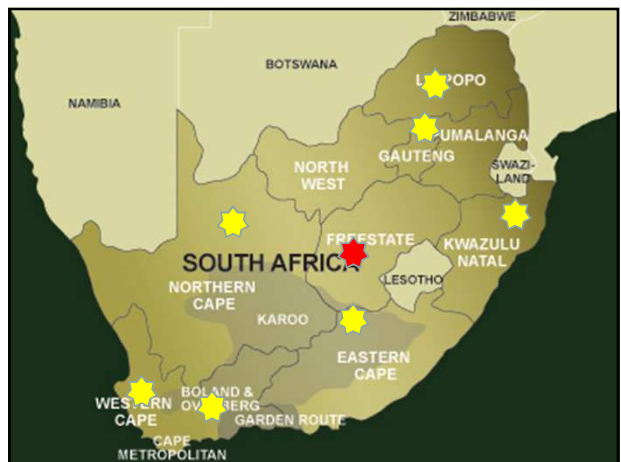 ZIMBABWE
BOTSWANA
NAMIBIA
UMALANGA
GAUTENG
NORTH
WEST
SWAZI-
LAND
FREESTATE
KWAZULU
NATAL
SOUTH AFRICA
LESOTHO
NORTHERN
CAPE
KAROO
EASTERN
CAPE
BOLAND &
WESTERN
CAPE
GARDEN ROUTE
CAPE
METROPOLITAN